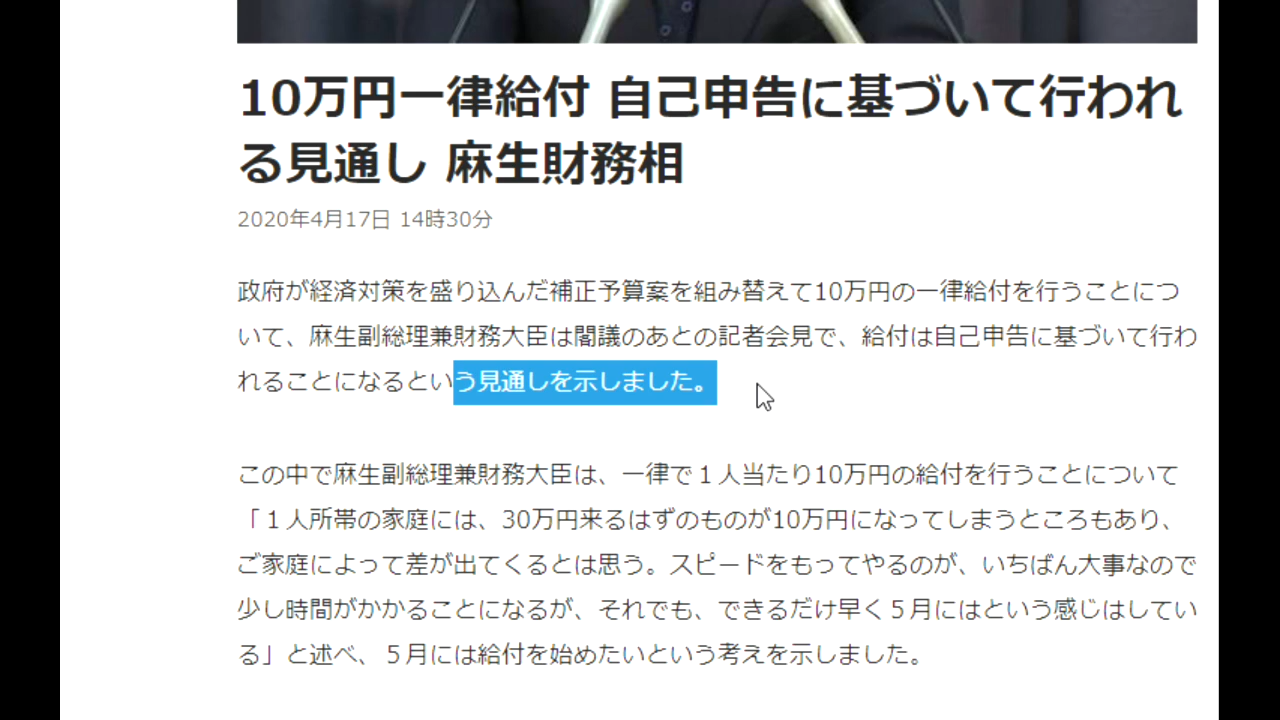 10万円一律給付 自己申告に基づいて行われ
る見通し 麻生財務相
2020年4月17日 14時30分
政府が経済対策を盛り込んだ補正予算案を組み替えて10万円の一律給付を行うことにつ
いて、麻生副総理兼財務大臣は閣議のあとの記者会見で、給付は自己申告に基づいて行わ
れることになるという見通しを示しました。
この中で麻生副総理兼財務大臣は、一律で１人当たり10万円の給付を行うことについて
「１人所帯の家庭には、30万円来るはずのものが10万円になってしまうところもあり、
ご家庭によって差が出てくるとは思う。スピードをもってやるのが、いちばん大事なので
少し時間がかかることになるが、それでも、できるだけ早く５月にはという感じはしてい
る」と述べ、５月には給付を始めたいという考えを示しました。